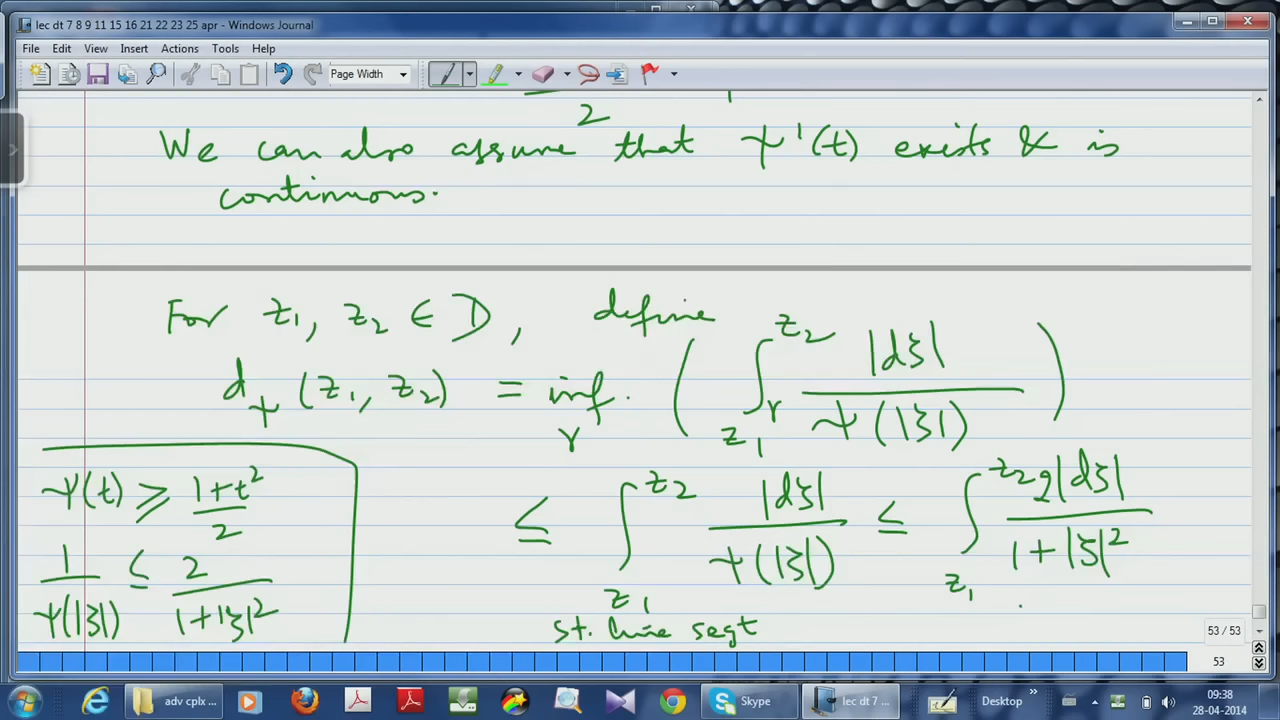 lec dt 7 8 9 11 15 16 21 22 23 25 apr - Windows Journal
File Edit View Insert Actions Tools Help
Page Width
2
We can also assume that ψ'(t) exists & is
continuous.
For z₁, z₂ ∈ D, define
d_ψ (z₁, z₂) = inf_γ ( ∫_{γ z₁}^{z₂} |dζ| / ψ(|ζ|) )
≤ ∫_{z₁}^{z₂} |dζ| / ψ(|ζ|) ≤ ∫_{z₁}^{z₂} 2|dζ| / 1+|ζ|²
st. line segt
ψ(t) ≥ 1+t² / 2
1 / ψ(|ζ|) ≤ 2 / 1+|ζ|²
53 / 53
53
adv cplx ...
Skype
lec dt 7 ...
Desktop
09:38
28-04-2014